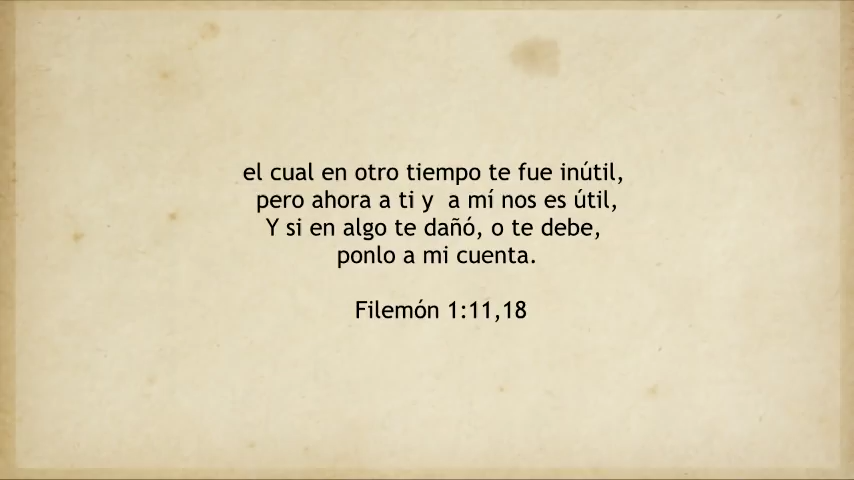 el cual en otro tiempo te fue inútil,
pero ahora a ti y  a mí nos es útil,
Y si en algo te dañó, o te debe,
ponlo a mi cuenta.
Filemón 1:11,18